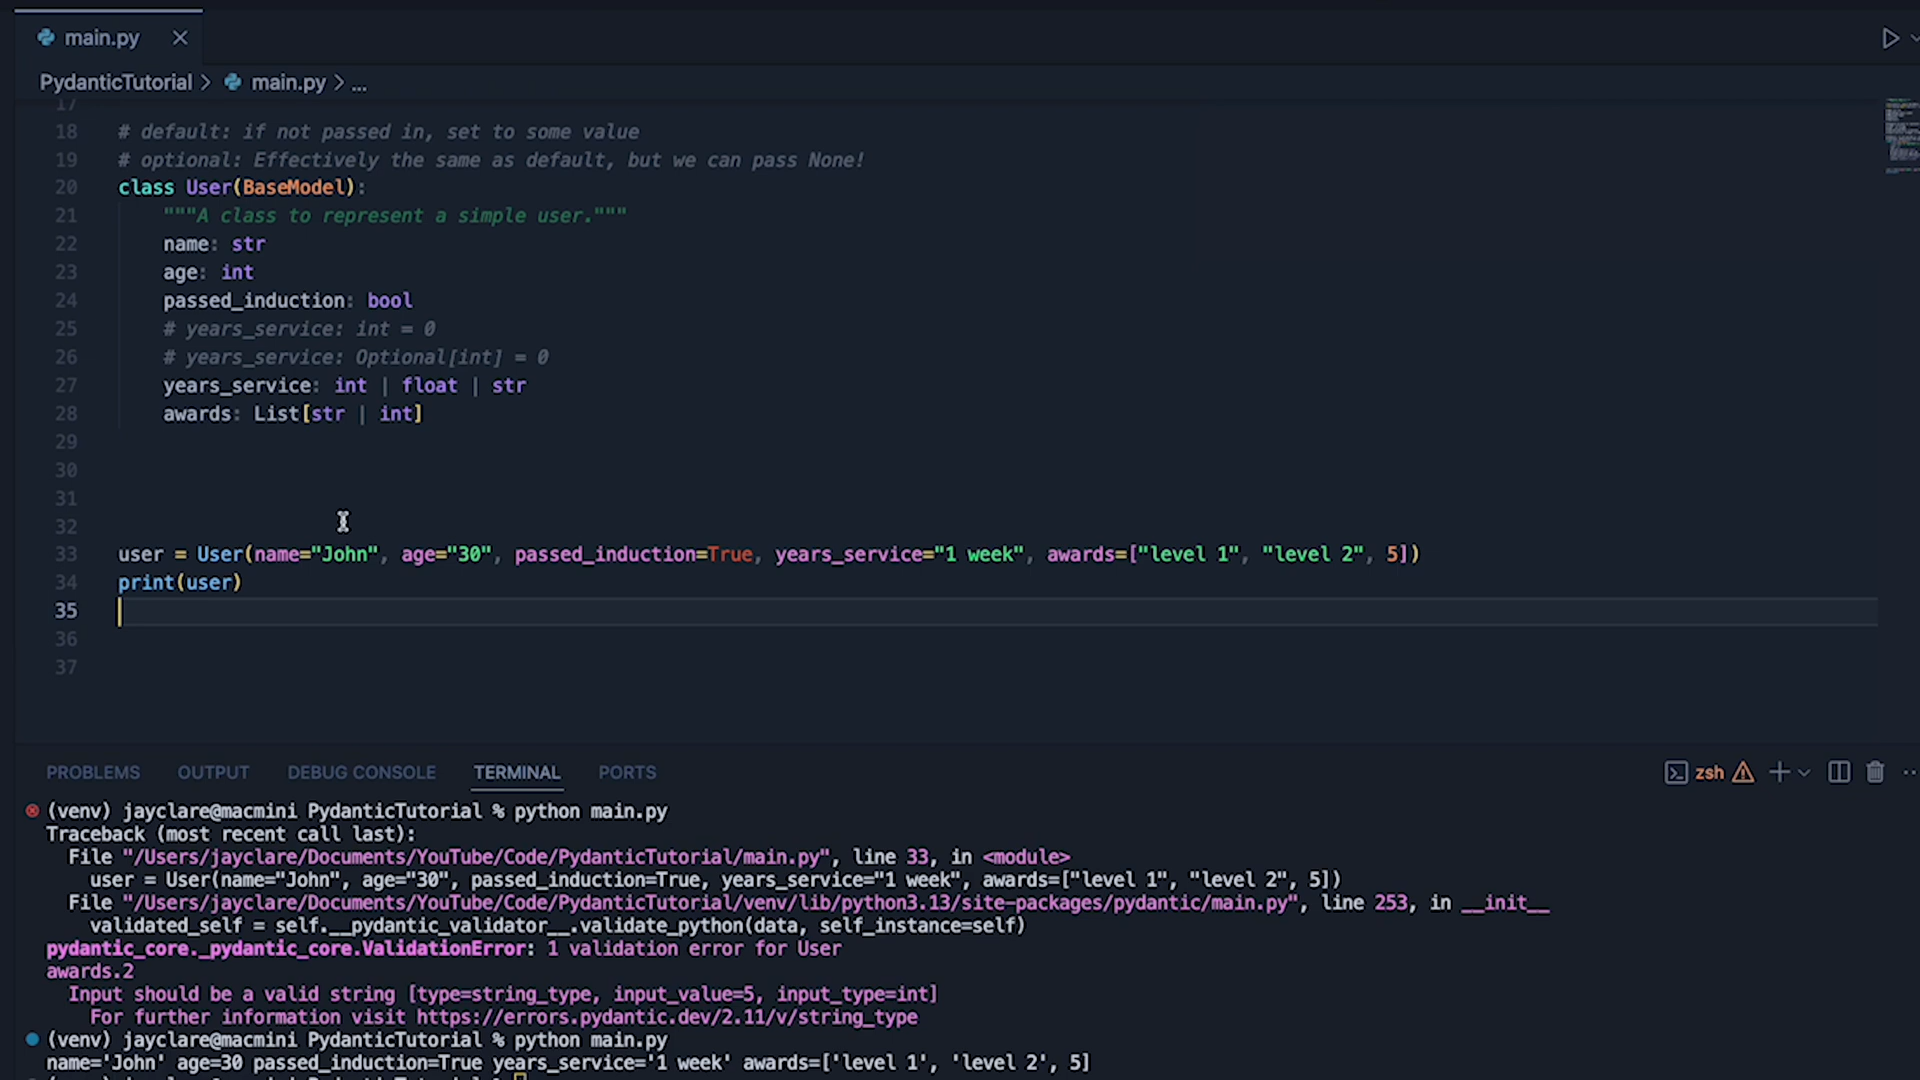 main.py
PydanticTutorial > main.py > ...
17
18 # default: if not passed in, set to some value
19 # optional: Effectively the same as default, but we can pass None!
20 class User(BaseModel):
21 """A class to represent a simple user."""
22 name: str
23 age: int
24 passed_induction: bool
25 # years_service: int = 0
26 # years_service: Optional[int] = 0
27 years_service: int | float | str
28 awards: List[str | int]
29
30
31
32
33 user = User(name="John", age="30", passed_induction=True, years_service="1 week", awards=["level 1", "level 2", 5])
34 print(user)
35
36
37
PROBLEMS OUTPUT DEBUG CONSOLE TERMINAL PORTS zsh
(venv) jayclare@macmini PydanticTutorial % python main.py
Traceback (most recent call last):
File "/Users/jayclare/Documents/YouTube/Code/PydanticTutorial/main.py", line 33, in <module>
user = User(name="John", age="30", passed_induction=True, years_service="1 week", awards=["level 1", "level 2", 5])
File "/Users/jayclare/Documents/YouTube/Code/PydanticTutorial/venv/lib/python3.13/site-packages/pydantic/main.py", line 253, in __init__
validated_self = self.__pydantic_validator__.validate_python(data, self_instance=self)
pydantic_core._pydantic_core.ValidationError: 1 validation error for User
awards.2
Input should be a valid string [type=string_type, input_value=5, input_type=int]
For further information visit https://errors.pydantic.dev/2.11/v/string_type
(venv) jayclare@macmini PydanticTutorial % python main.py
name='John' age=30 passed_induction=True years_service='1 week' awards=['level 1', 'level 2', 5]